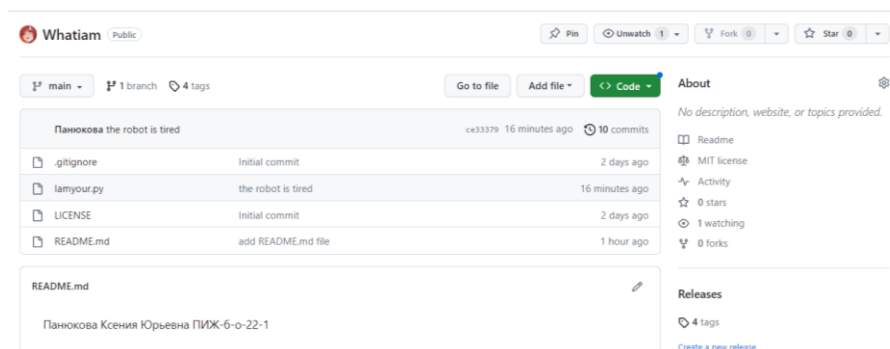 Whatiam Public Pin Unwatch 1 Fork 0 Star 0
main 1 branch 4 tags Go to file Add file Code
Панюкова the robot is tired ce33379 16 minutes ago 10 commits
.gitignore Initial commit 2 days ago
Iamyour.py the robot is tired 16 minutes ago
LICENSE Initial commit 2 days ago
README.md add README.md file 1 hour ago
README.md
Панюкова Ксения Юрьевна ПИЖ-б-о-22-1
About
No description, website, or topics provided.
Readme
MIT license
Activity
0 stars
1 watching
0 forks
Releases
4 tags
Create a new release